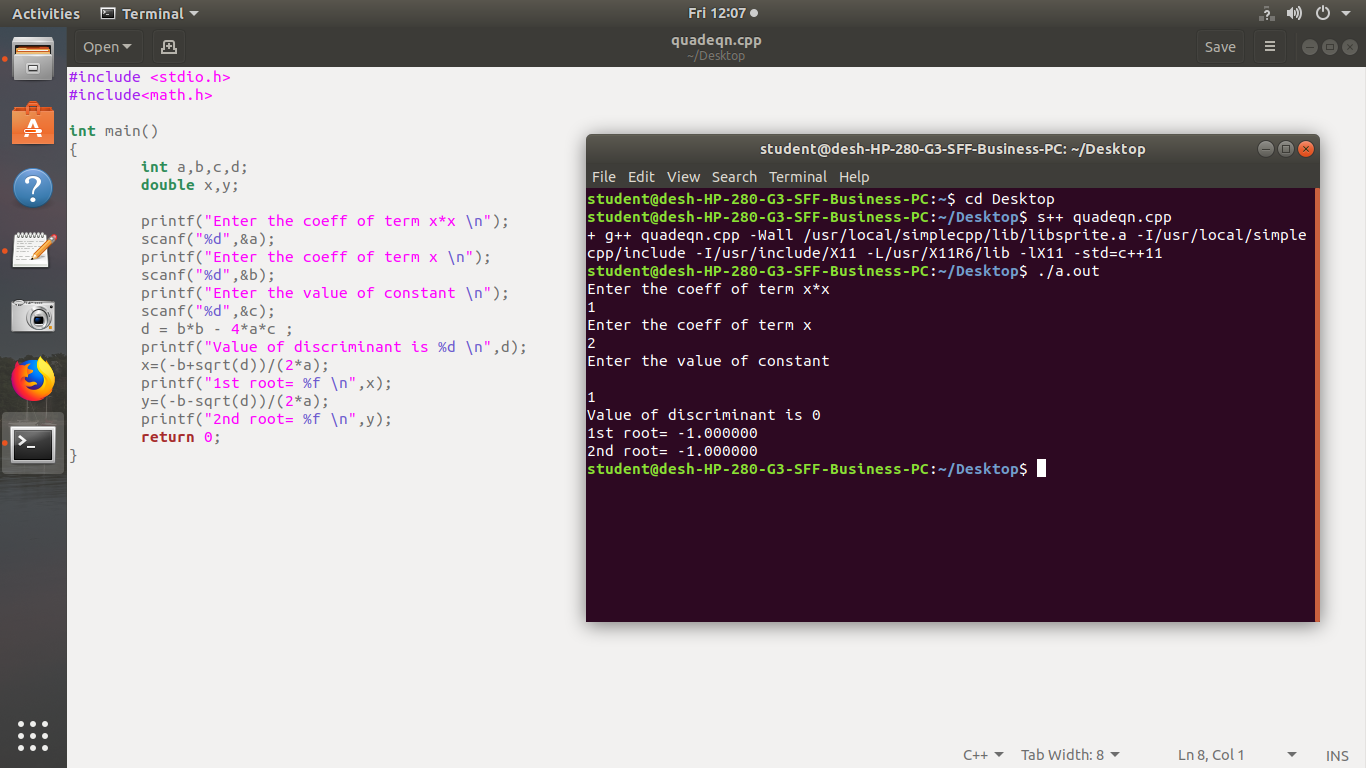 Activities Terminal Fri 12:07
Open quadeqn.cpp Save
~/Desktop
#include <stdio.h>
#include<math.h>
int main()
{
int a,b,c,d;
double x,y;
printf("Enter the coeff of term x*x \n");
scanf("%d",&a);
printf("Enter the coeff of term x \n");
scanf("%d",&b);
printf("Enter the value of constant \n");
scanf("%d",&c);
d = b*b - 4*a*c ;
printf("Value of discriminant is %d \n",d);
x=(-b+sqrt(d))/(2*a);
printf("1st root= %f \n",x);
y=(-b-sqrt(d))/(2*a);
printf("2nd root= %f \n",y);
return 0;
}
student@desh-HP-280-G3-SFF-Business-PC: ~/Desktop
File Edit View Search Terminal Help
student@desh-HP-280-G3-SFF-Business-PC:~$ cd Desktop
student@desh-HP-280-G3-SFF-Business-PC:~/Desktop$ s++ quadeqn.cpp
+ g++ quadeqn.cpp -Wall /usr/local/simplecpp/lib/libsprite.a -I/usr/local/simple
cpp/include -I/usr/include/X11 -L/usr/X11R6/lib -lX11 -std=c++11
student@desh-HP-280-G3-SFF-Business-PC:~/Desktop$ ./a.out
Enter the coeff of term x*x
1
Enter the coeff of term x
2
Enter the value of constant
1
Value of discriminant is 0
1st root= -1.000000
2nd root= -1.000000
student@desh-HP-280-G3-SFF-Business-PC:~/Desktop$
C++ Tab Width: 8 Ln 8, Col 1 INS